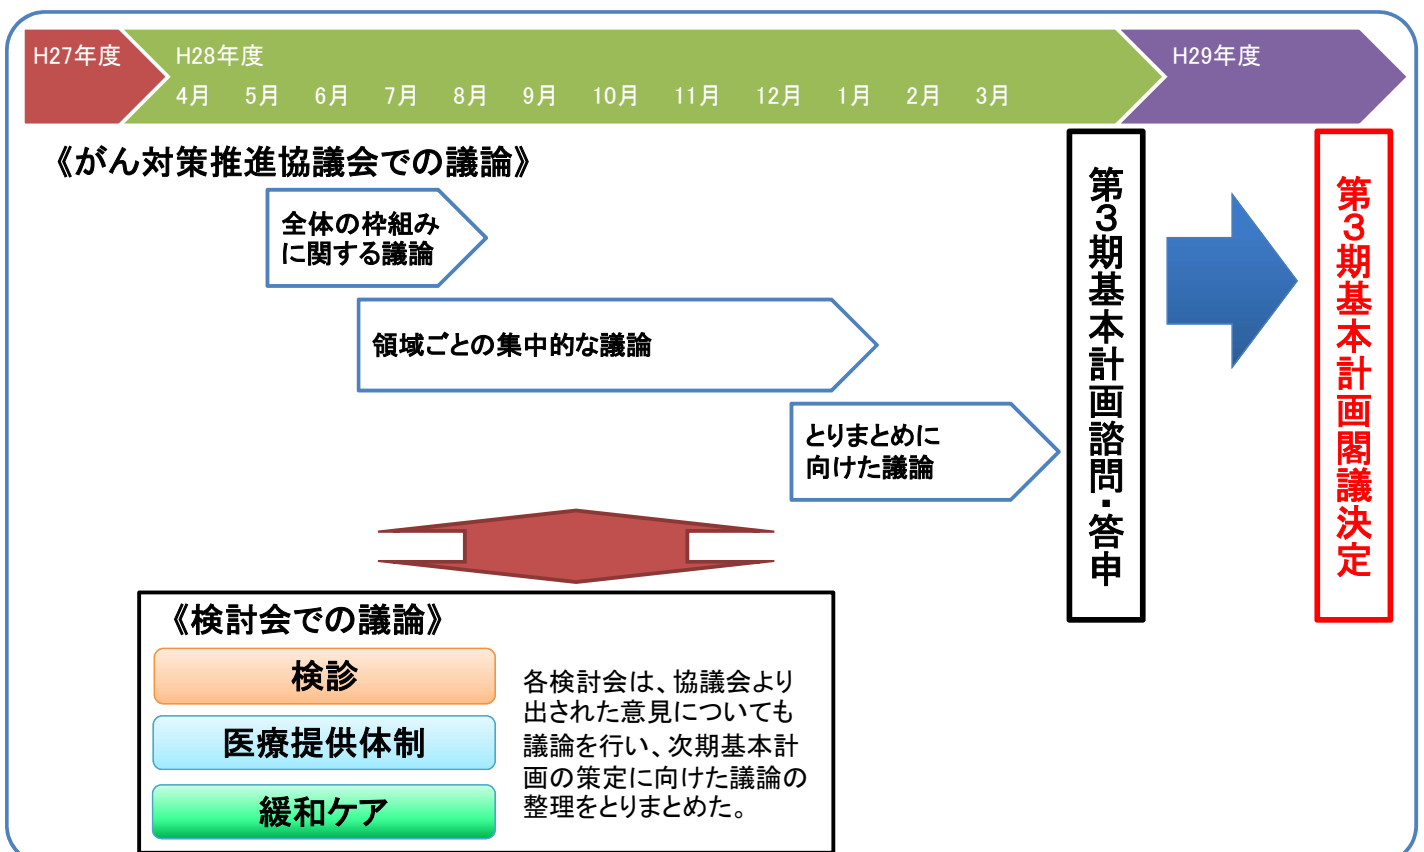 H27年度
H28年度
H29年度
4月 5月 6月 7月 8月 9月 10月 11月 12月 1月 2月 3月
《がん対策推進協議会での議論》
全体の枠組み
に関する議論
領域ごとの集中的な議論
とりまとめに
向けた議論
第３期基本計画諮問・答申
第３期基本計画閣議決定
《検討会での議論》
検診
医療提供体制
緩和ケア
各検討会は、協議会より
出された意見についても
議論を行い、次期基本計
画の策定に向けた議論の
整理をとりまとめた。